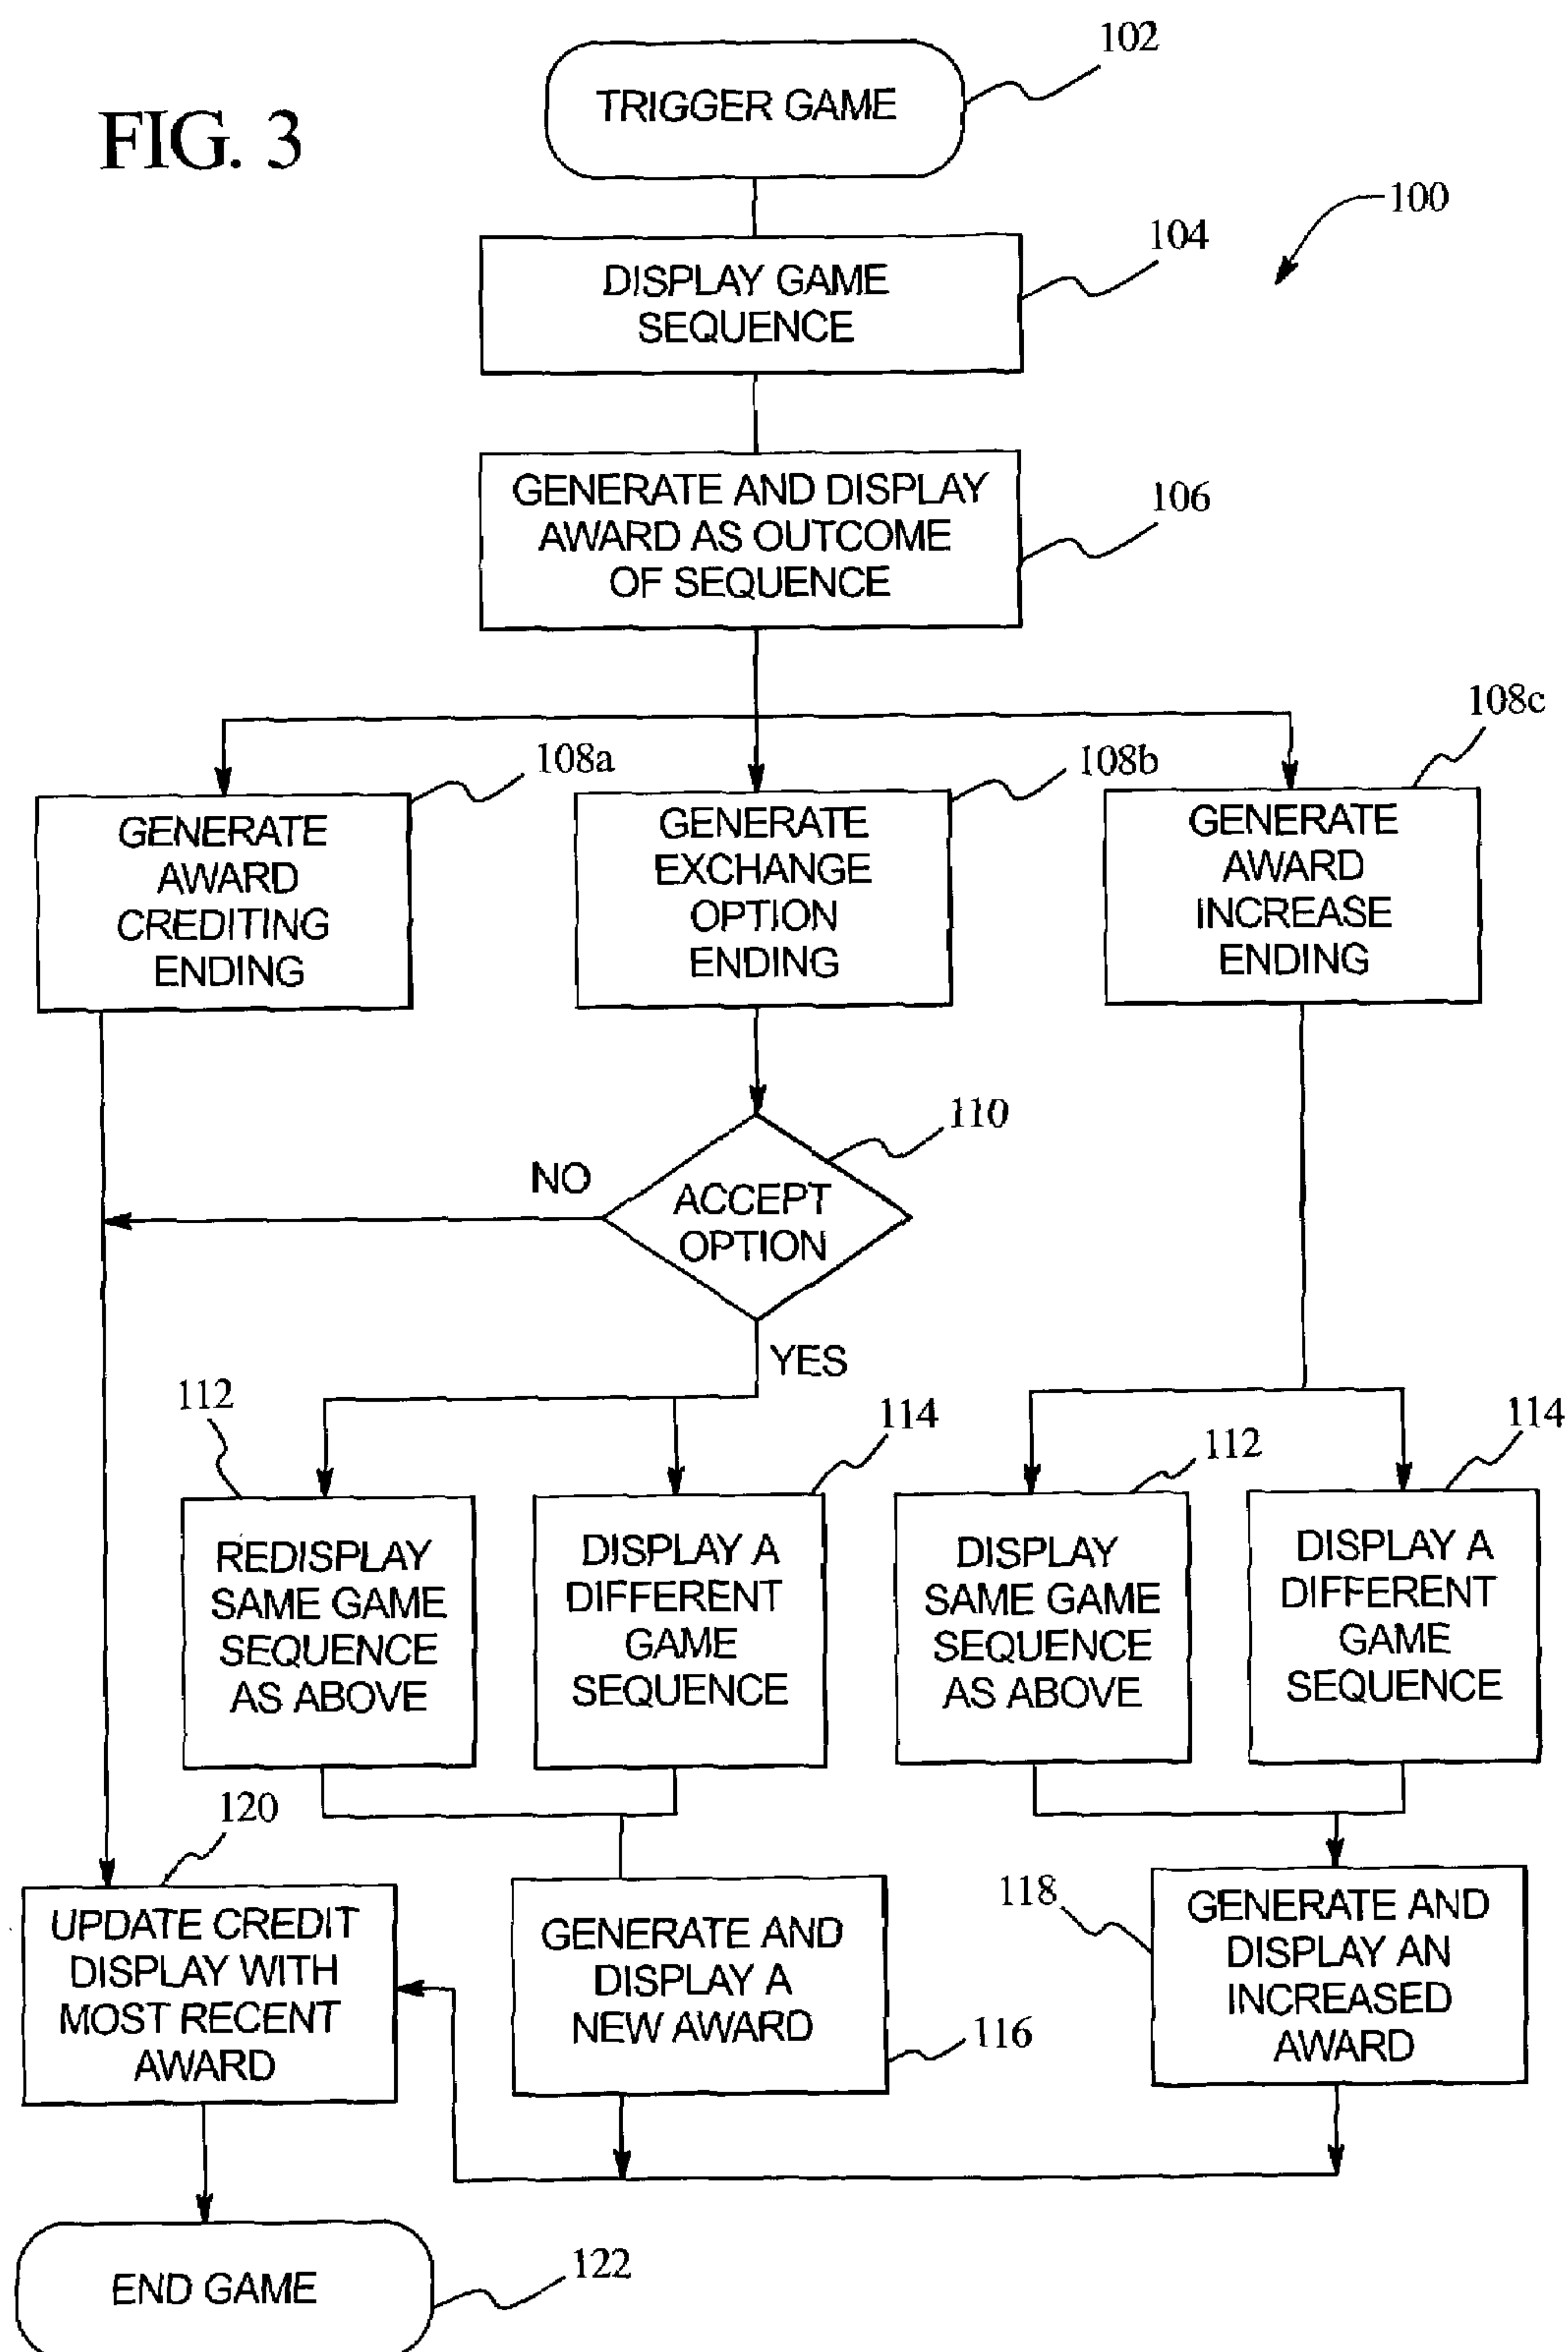 FIG. 3
TRIGGER GAME
102
100
DISPLAY GAME
SEQUENCE
104
GENERATE AND DISPLAY
AWARD AS OUTCOME
OF SEQUENCE
106
108a
GENERATE
AWARD
CREDITING
ENDING
108b
GENERATE
EXCHANGE
OPTION
ENDING
108c
GENERATE
AWARD
INCREASE
ENDING
110
ACCEPT
OPTION
NO
YES
112
REDISPLAY
SAME GAME
SEQUENCE
AS ABOVE
114
DISPLAY A
DIFFERENT
GAME
SEQUENCE
112
DISPLAY
SAME GAME
SEQUENCE
AS ABOVE
114
DISPLAY A
DIFFERENT
GAME
SEQUENCE
120
UPDATE CREDIT
DISPLAY WITH
MOST RECENT
AWARD
GENERATE AND
DISPLAY A
NEW AWARD
116
118
GENERATE AND
DISPLAY AN
INCREASED
AWARD
END GAME
122